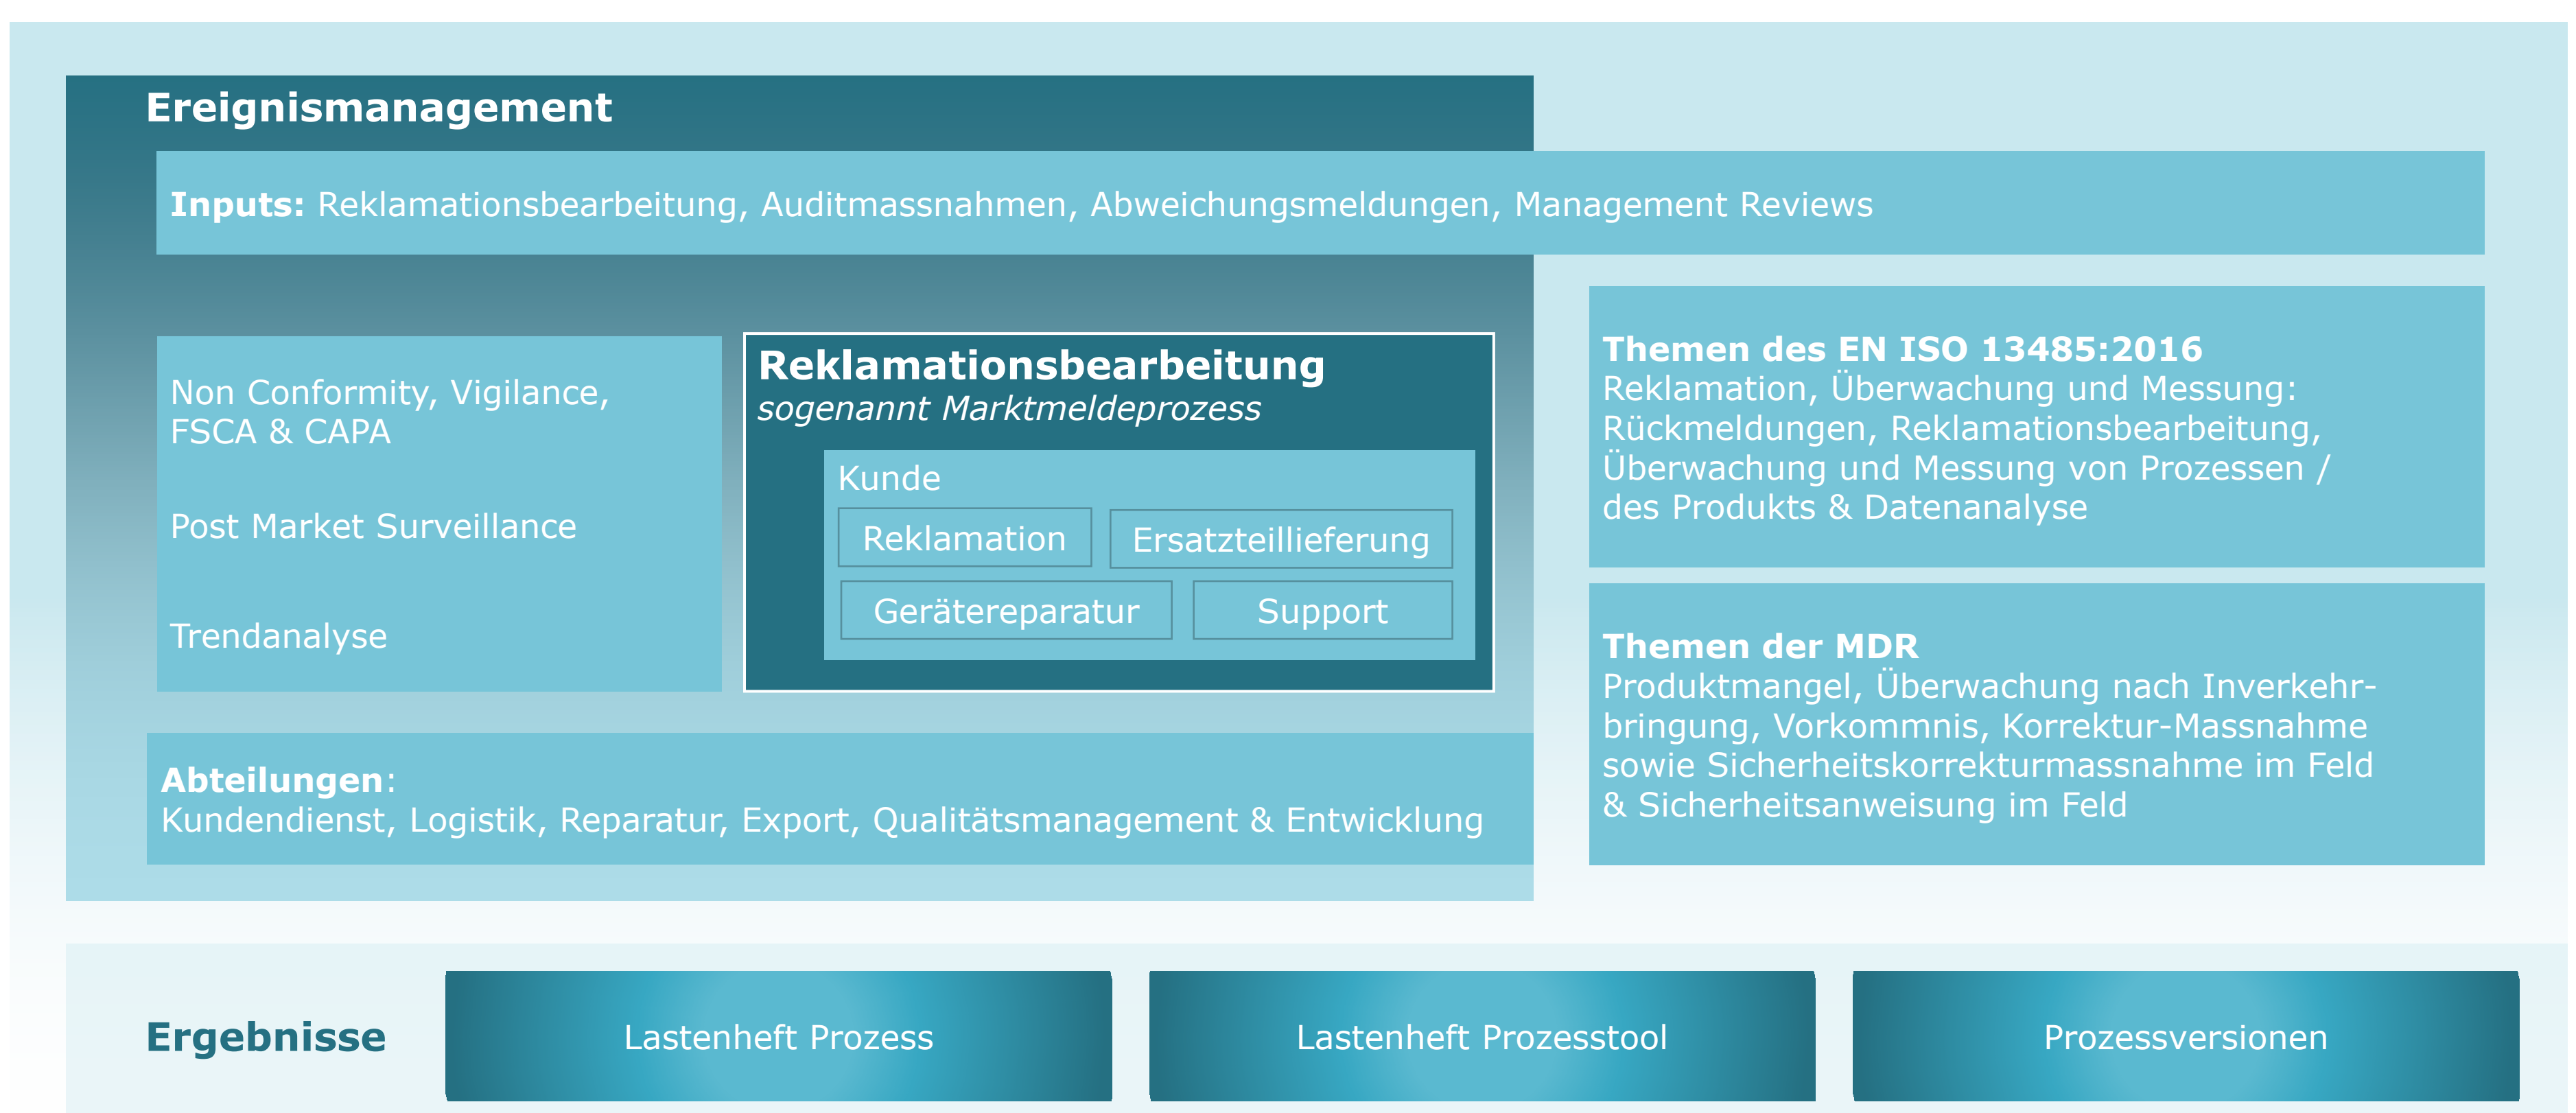 Ereignismanagement
Inputs: Reklamationsbearbeitung, Auditmassnahmen, Abweichungsmeldungen, Management Reviews
Non Conformity, Vigilance,
FSCA & CAPA
Post Market Surveillance
Trendanalyse
Reklamationsbearbeitung
sogenannt Marktmeldeprozess
Kunde
Reklamation
Ersatzteillieferung
Gerätereparatur
Support
Themen des EN ISO 13485:2016
Reklamation, Überwachung und Messung:
Rückmeldungen, Reklamationsbearbeitung,
Überwachung und Messung von Prozessen /
des Produkts & Datenanalyse
Themen der MDR
Produktmangel, Überwachung nach Inverkehr-
bringung, Vorkommnis, Korrektur-Massnahme
sowie Sicherheitskorrekturmassnahme im Feld
& Sicherheitsanweisung im Feld
Abteilungen:
Kundendienst, Logistik, Reparatur, Export, Qualitätsmanagement & Entwicklung
Ergebnisse
Lastenheft Prozess
Lastenheft Prozesstool
Prozessversionen